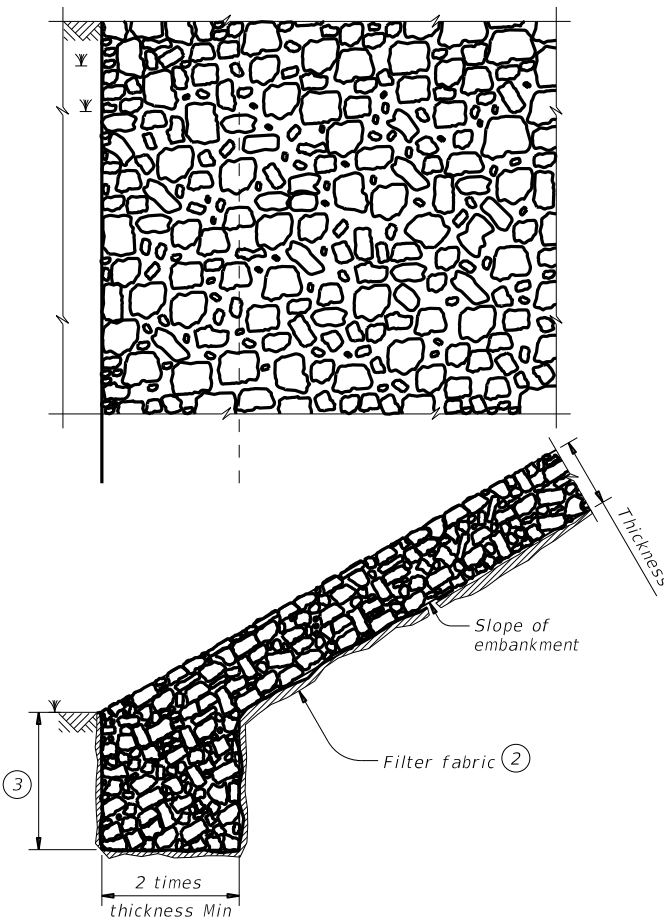 Thickness
Slope of
embankment
Filter fabric 2
3
2 times
thickness Min